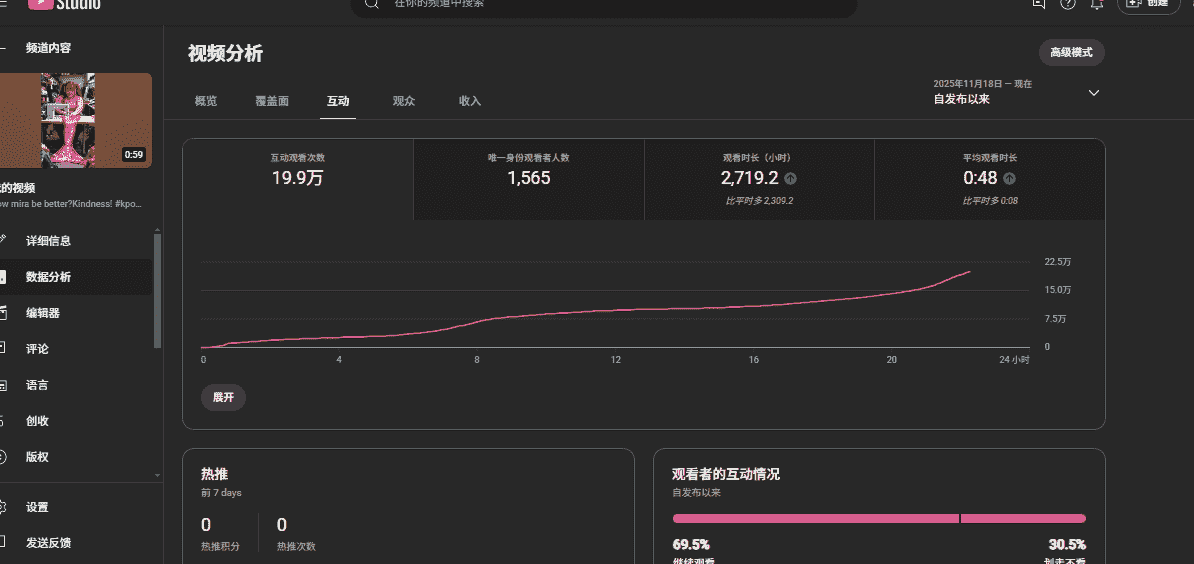 Studio
在你的频道中搜索
创建
频道内容
0:59
的视频
ow mira be better?Kindness! #kpo...
详细信息
数据分析
编辑器
评论
语言
创收
版权
设置
发送反馈
视频分析
高级模式
概览
覆盖面
互动
观众
收入
2025年11月18日 – 现在
自发布以来
互动观看次数
19.9万
唯一身份观看者人数
1,565
观看时长（小时）
2,719.2
比平时多 2,309.2
平均观看时长
0:48
比平时多 0:08
22.5万
15.0万
7.5万
0
0
4
8
12
16
20
24 小时
展开
热推
前 7 days
0
热推积分
0
热推次数
观看者的互动情况
自发布以来
69.5%
继续观看
30.5%
划走不看